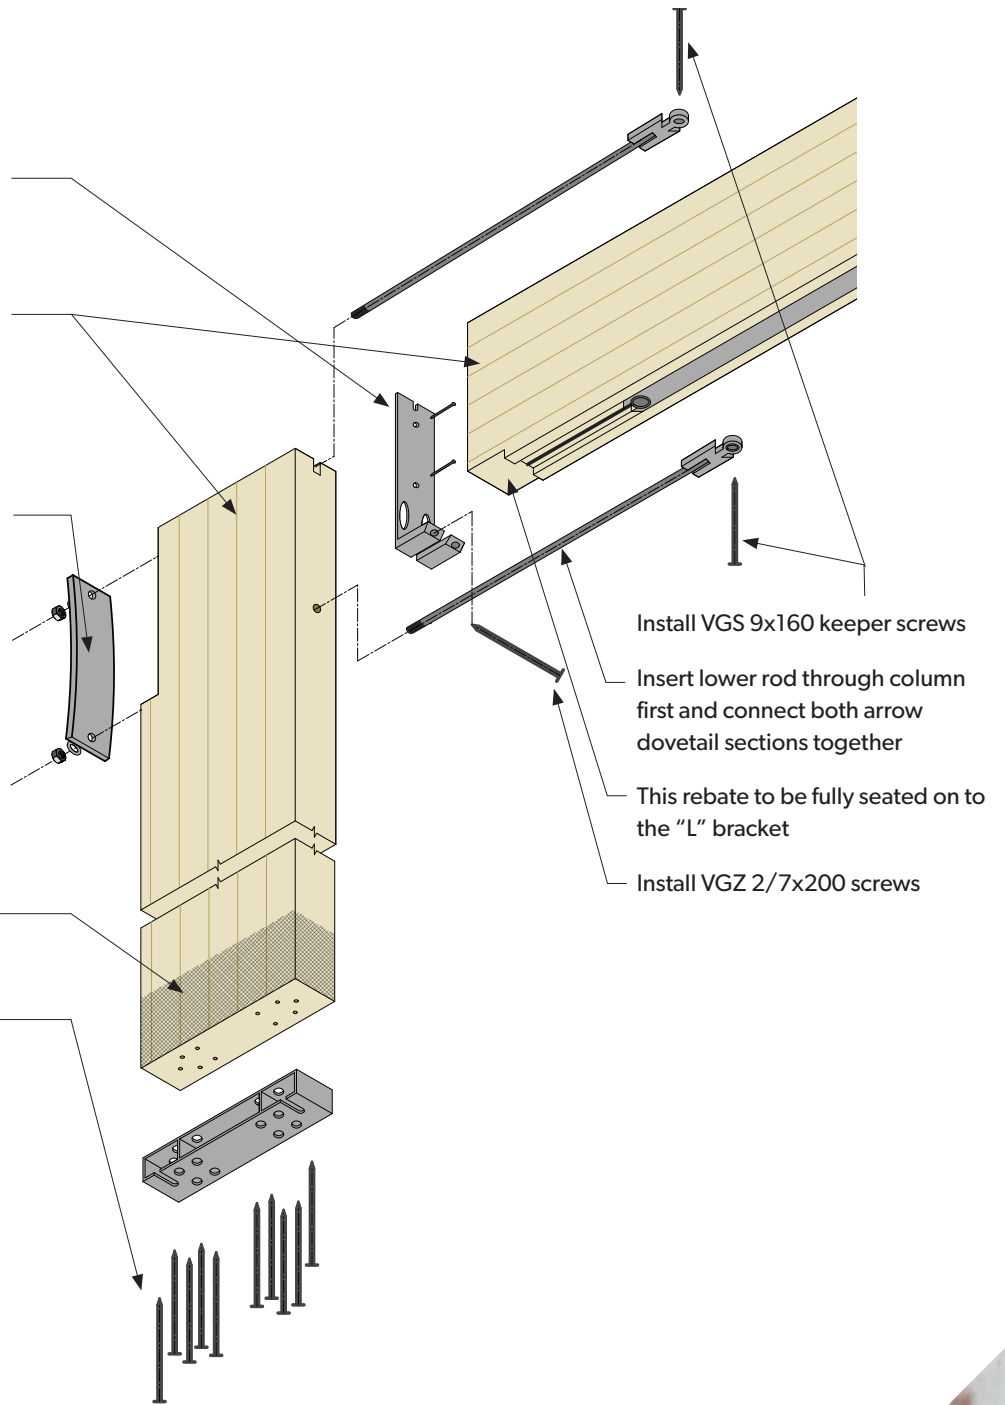 Install VGS 9x160 keeper screws
Insert lower rod through column
first and connect both arrow
dovetail sections together
This rebate to be fully seated on to
the “L” bracket
Install VGZ 2/7x200 screws